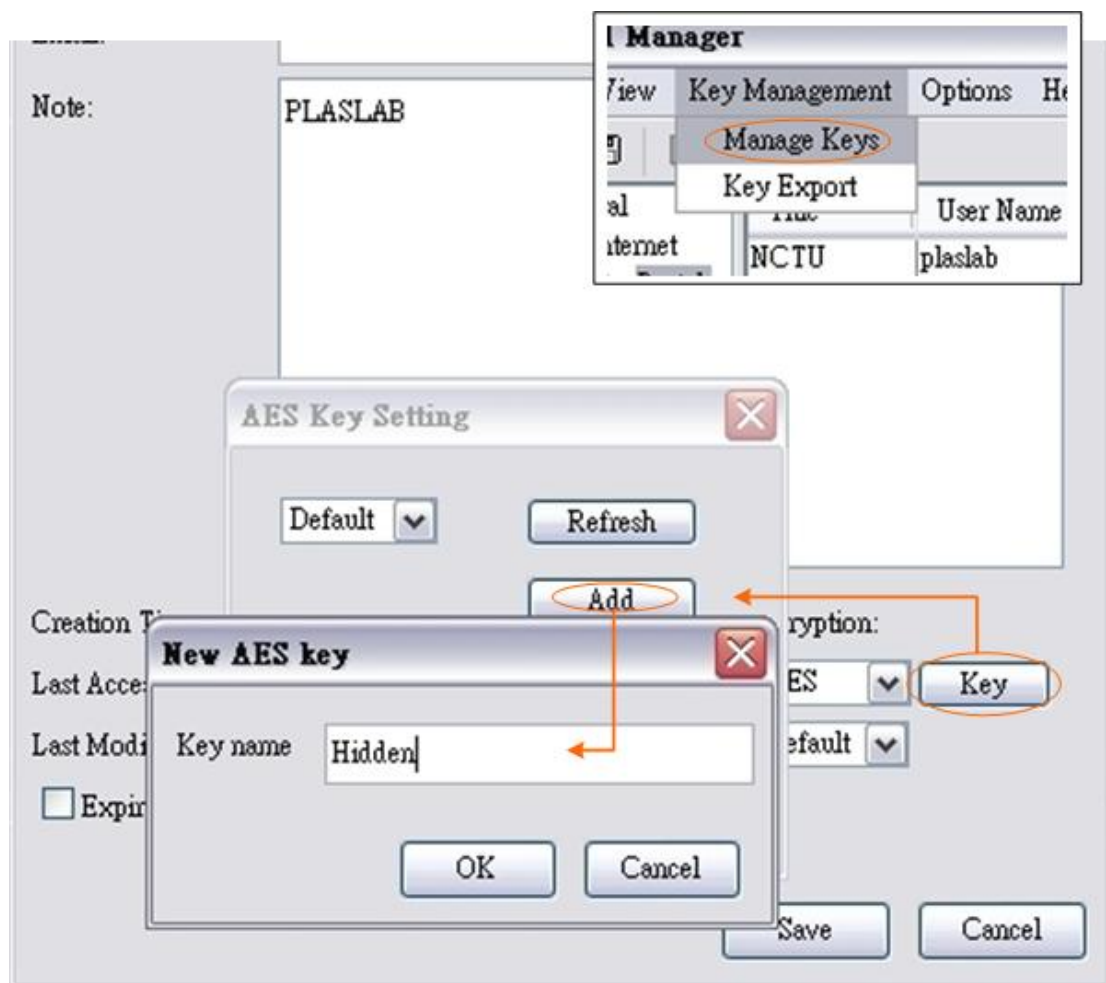 Manager
View Key Management Options
Manage Keys
Key Export
User Name
NCTU plaslab
Note:
PLASLAB
AES Key Setting
Default
Refresh
Add
Creation
New AES key
Key
Key name
Hidden
OK
Cancel
Save
Cancel